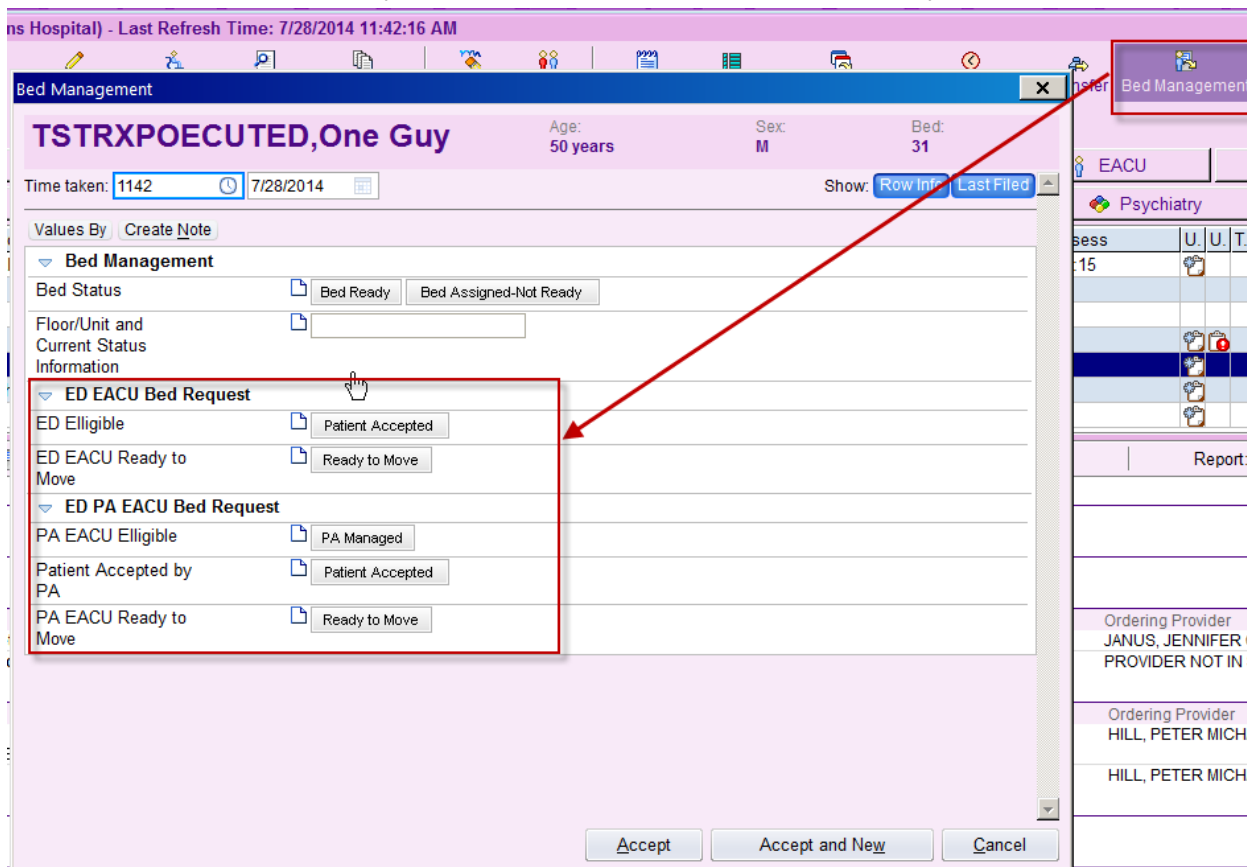 ns Hospital) - Last Refresh Time: 7/28/2014 11:42:16 AM
nsfer Bed Management
Bed Management
TSTRXPOECUTED,One Guy
Age: Sex: Bed:
50 years M 31
EACU
Time taken: 1142 7/28/2014 Show: Row Info Last Filed
Psychiatry
Values By Create Note
sess U. U. T.
Bed Management
:15
Bed Status Bed Ready Bed Assigned-Not Ready
Floor/Unit and
Current Status
Information
ED EACU Bed Request
ED Elligible Patient Accepted
ED EACU Ready to Ready to Move
Move
Report:
ED PA EACU Bed Request
PA EACU Elligible PA Managed
Patient Accepted by Patient Accepted
PA
PA EACU Ready to Ready to Move
Move
Ordering Provider
JANUS, JENNIFER
PROVIDER NOT IN
Ordering Provider
HILL, PETER MICH
HILL, PETER MICH
Accept Accept and New Cancel